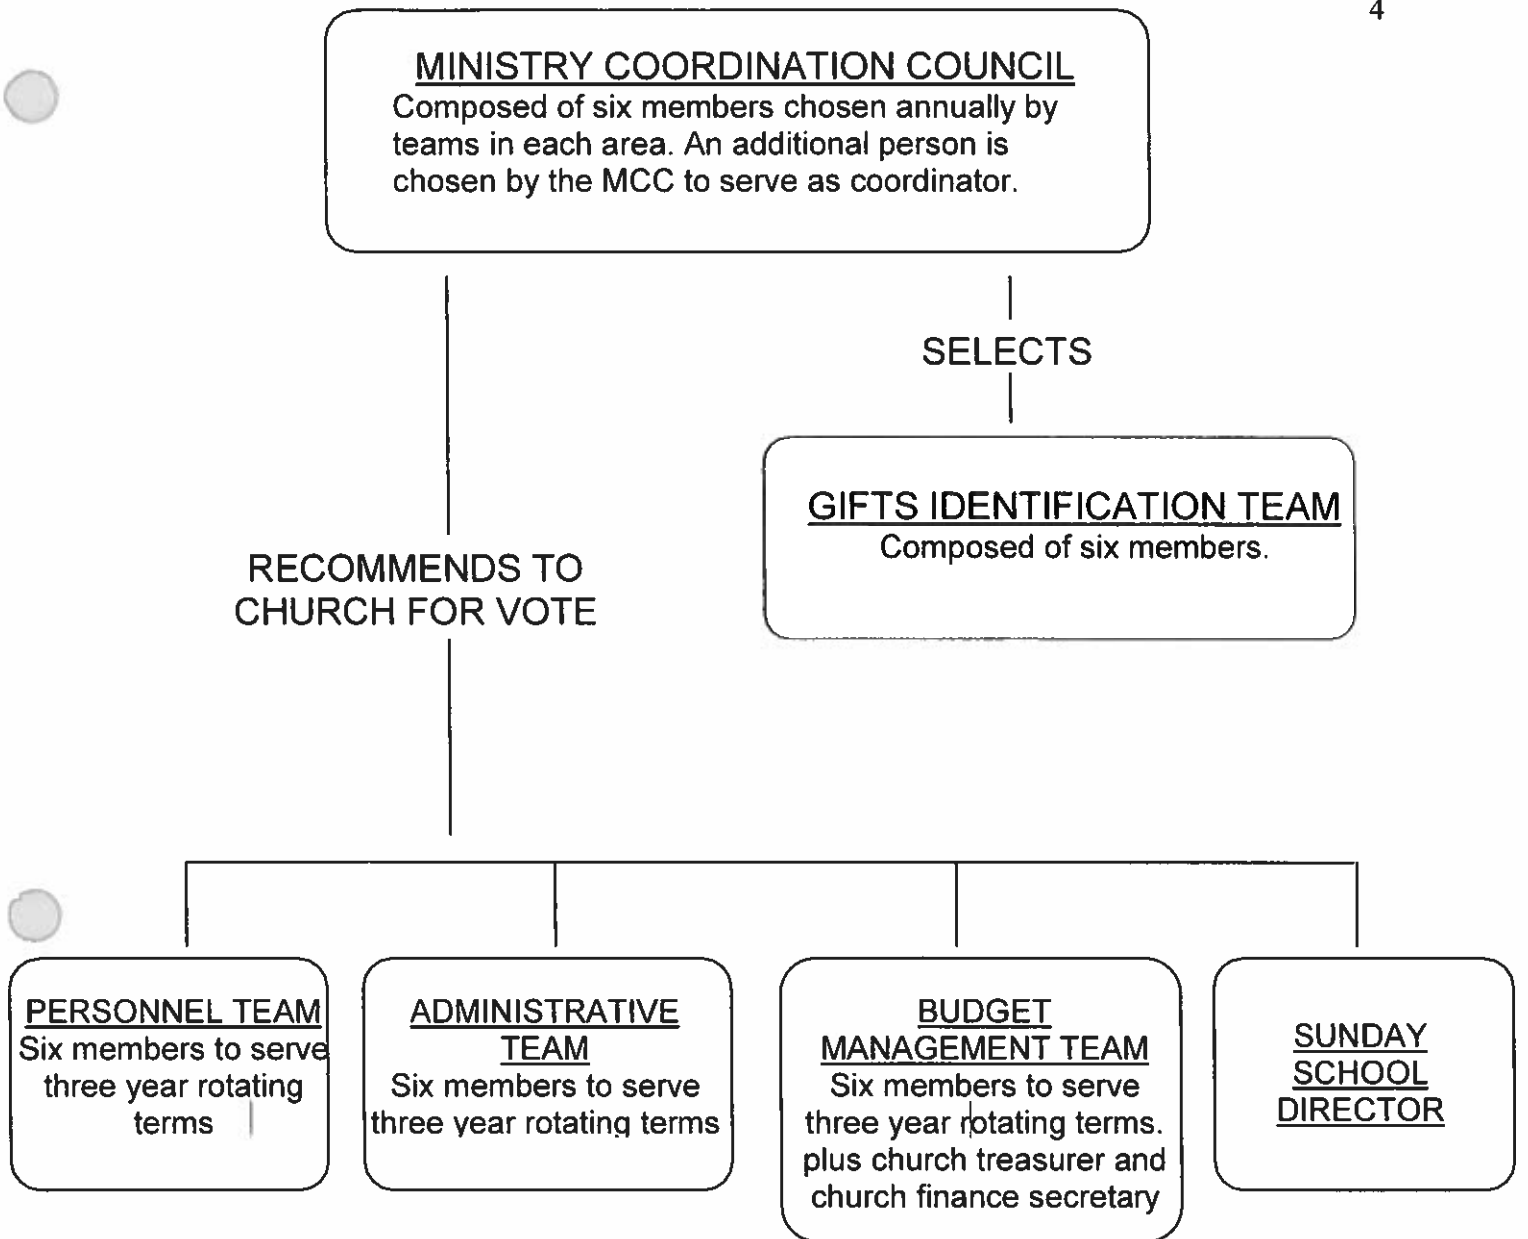 4
MINISTRY COORDINATION COUNCIL
Composed of six members chosen annually by
teams in each area. An additional person is
chosen by the MCC to serve as coordinator.
SELECTS
GIFTS IDENTIFICATION TEAM
Composed of six members.
RECOMMENDS TO
CHURCH FOR VOTE
PERSONNEL TEAM
Six members to serve
three year rotating
terms
ADMINISTRATIVE
TEAM
Six members to serve
three year rotating terms
BUDGET
MANAGEMENT TEAM
Six members to serve
three year rotating terms.
plus church treasurer and
church finance secretary
SUNDAY
SCHOOL
DIRECTOR